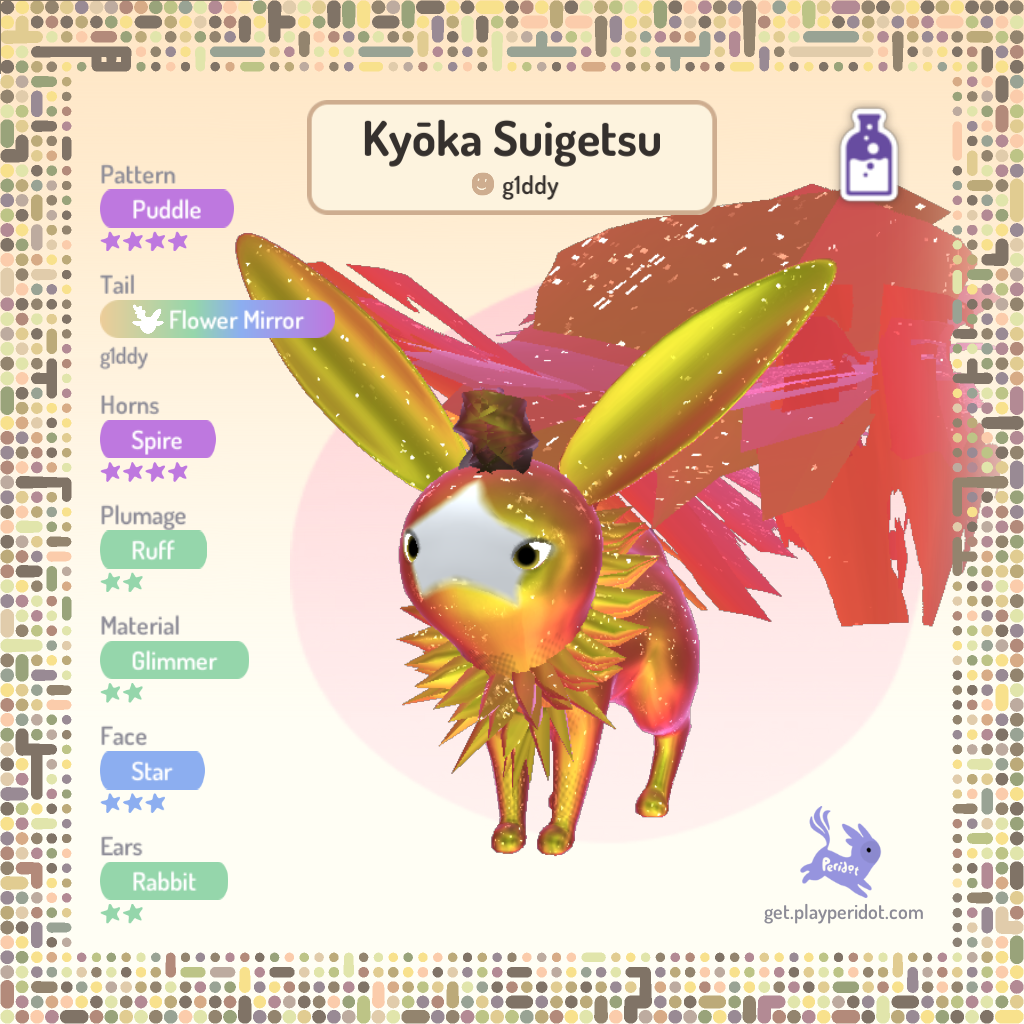 Kyōka Suigetsu
g1ddy
Pattern
Puddle
Tail
Flower Mirror
g1ddy
Horns
Spire
Plumage
Ruff
Material
Glimmer
Face
Star
Ears
Rabbit
Peridot
get.playperidot.com